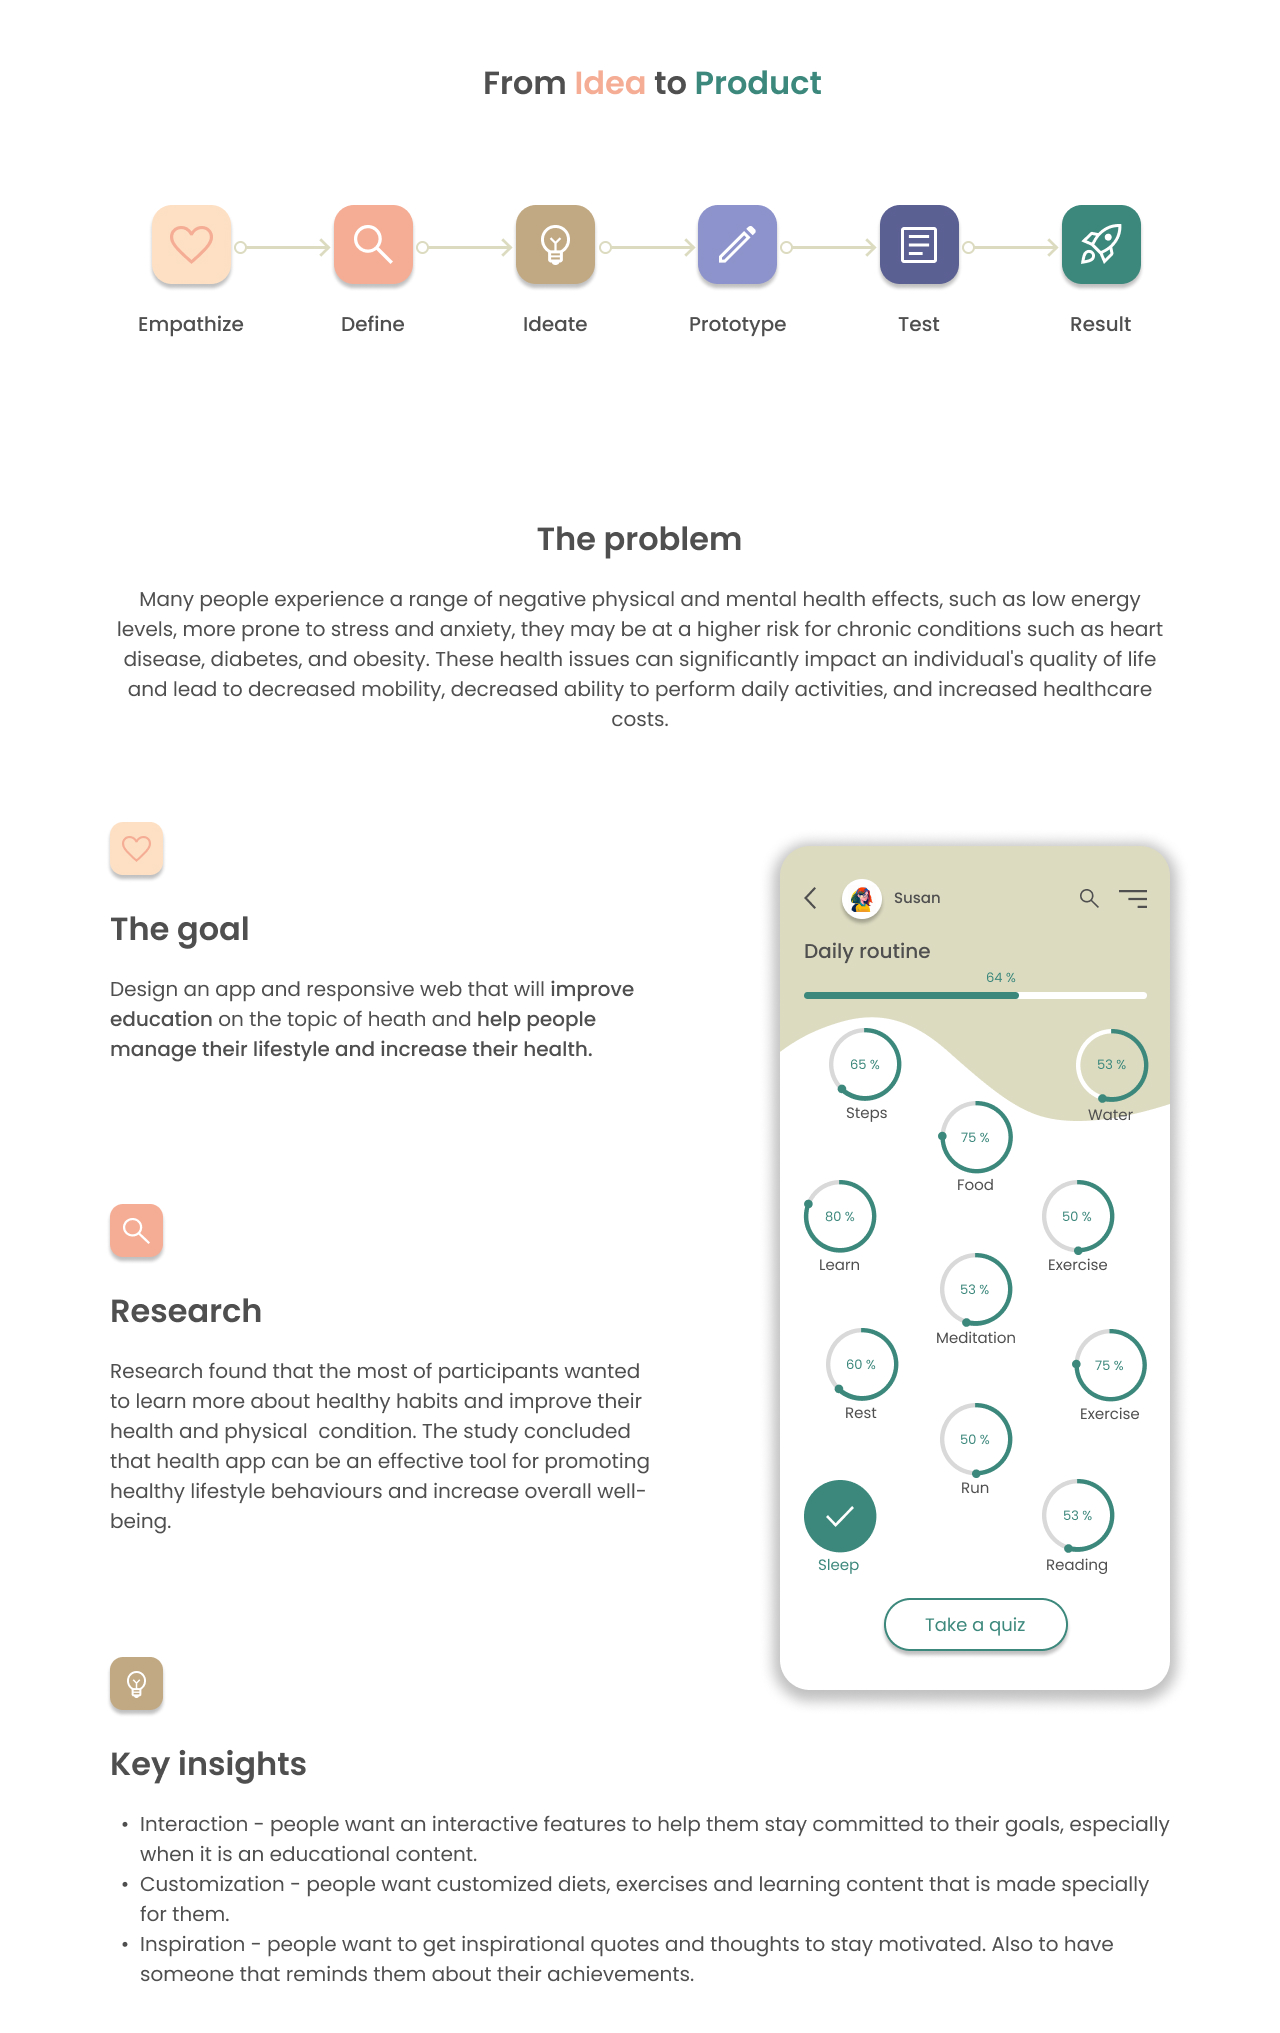 From Idea to Product
Empathize
Define
Ideate
Prototype
Test
Result
The problem
Many people experience a range of negative physical and mental health effects, such as low energy
levels, more prone to stress and anxiety, they may be at a higher risk for chronic conditions such as heart
disease, diabetes, and obesity. These health issues can significantly impact an individual's quality of life
and lead to decreased mobility, decreased ability to perform daily activities, and increased healthcare
costs.
The goal
Design an app and responsive web that will improve
education on the topic of heath and help people
manage their lifestyle and increase their health.
Research
Research found that the most of participants wanted
to learn more about healthy habits and improve their
health and physical  condition. The study concluded
that health app can be an effective tool for promoting
healthy lifestyle behaviours and increase overall well-
being.
Susan
Daily routine
64 %
65 %
Steps
53 %
Water
75 %
Food
80 %
Learn
50 %
Exercise
53 %
Meditation
60 %
Rest
75 %
Exercise
50 %
Run
Sleep
53 %
Reading
Take a quiz
Key insights
• Interaction - people want an interactive features to help them stay committed to their goals, especially
when it is an educational content.
• Customization - people want customized diets, exercises and learning content that is made specially
for them.
• Inspiration - people want to get inspirational quotes and thoughts to stay motivated. Also to have
someone that reminds them about their achievements.